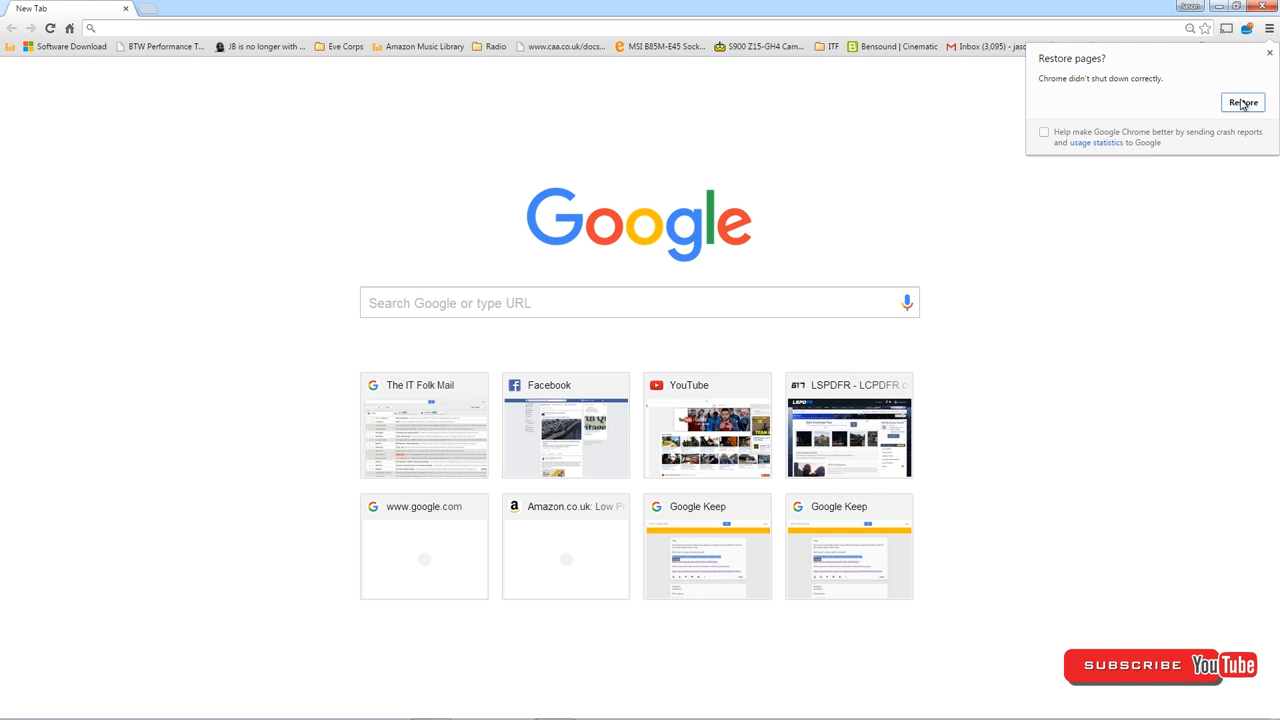 New Tab
Jason
Software Download
BTW Performance T...
JB is no longer with ...
Eve Corps
Amazon Music Library
Radio
www.caa.co.uk/docs...
MSI B85M-E45 Sock...
S900 Z15-GH4 Cam...
ITF
Bensound | Cinematic
Inbox (3,095) - jaso
Restore pages?
Chrome didn't shut down correctly.
Restore
Help make Google Chrome better by sending crash reports
and usage statistics to Google
Google
Search Google or type URL
The IT Folk Mail
Facebook
YouTube
LSPDFR - LCPDFR.c
www.google.com
Amazon.co.uk: Low P
Google Keep
Google Keep
SUBSCRIBE YouTube